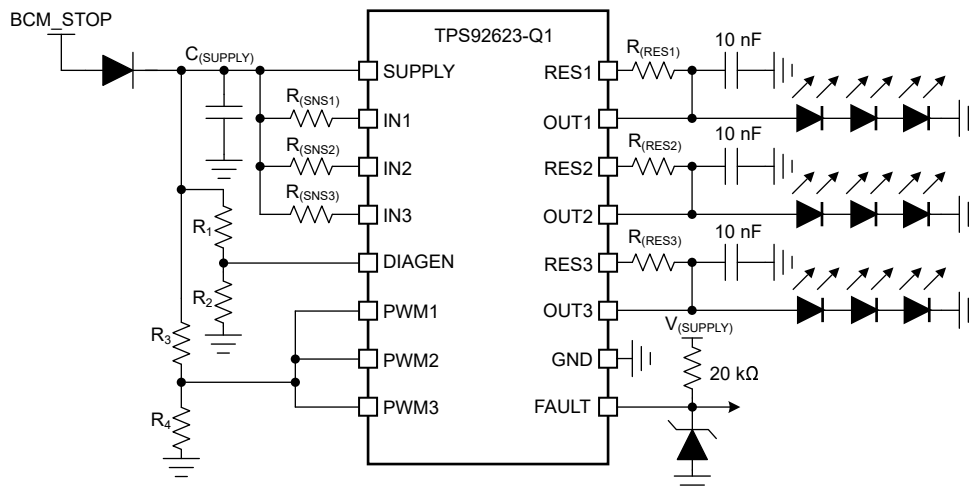 BCM_STOP
C(SUPPLY)
TPS92623-Q1
SUPPLY
R(SNS1)
IN1
R(SNS2)
IN2
R(SNS3)
IN3
R1
DIAGEN
R2
PWM1
R3
PWM2
PWM3
R4
RES1
R(RES1)
10 nF
OUT1
RES2
R(RES2)
10 nF
OUT2
RES3
R(RES3)
10 nF
OUT3
V(SUPPLY)
GND
20 kΩ
FAULT